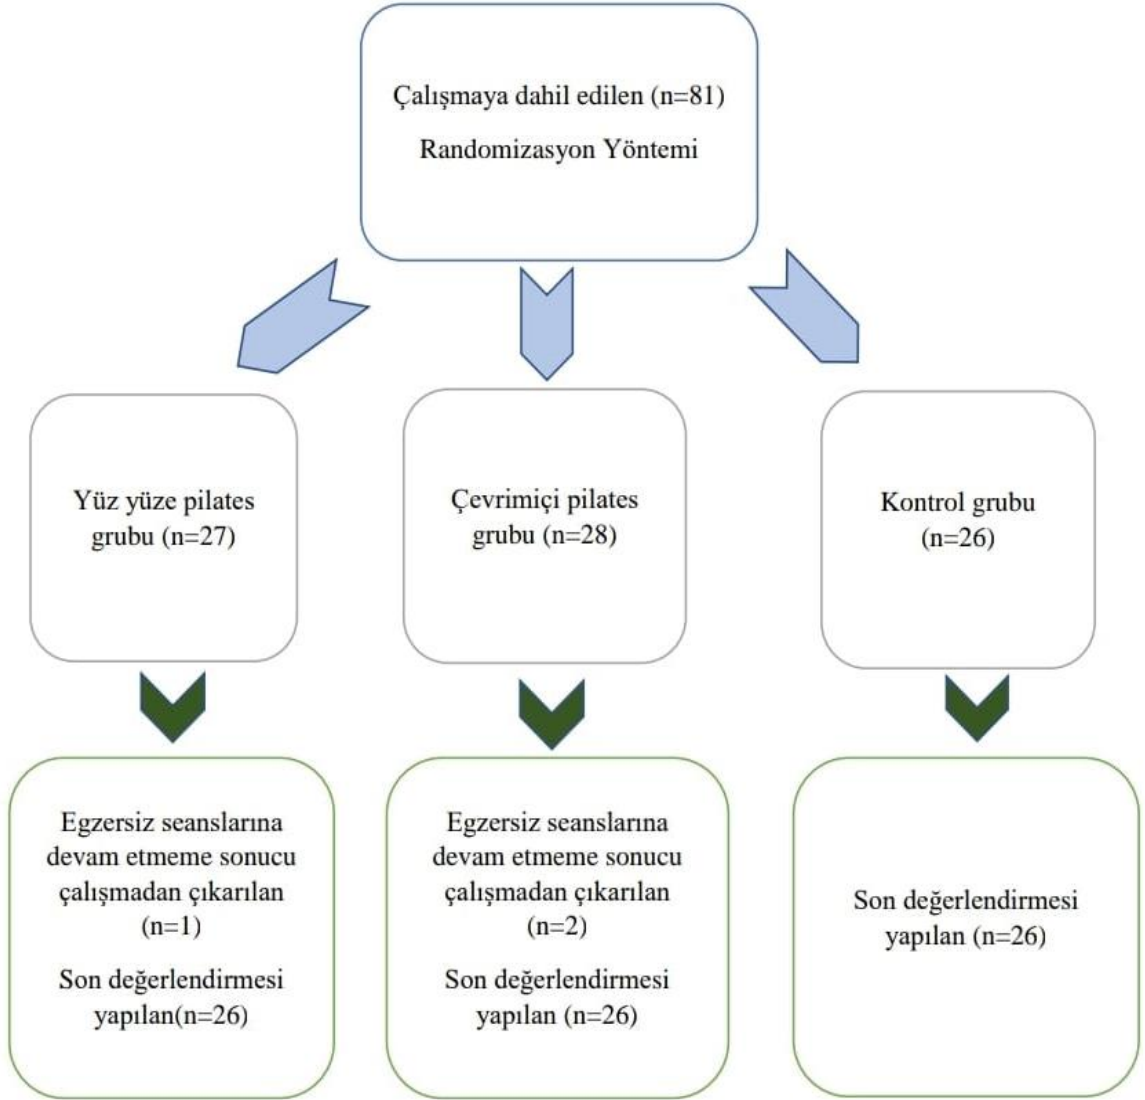 Çalışmaya dahil edilen (n=81)
Randomizasyon Yöntemi
Yüz yüze pilates
grubu (n=27)
Çevrimiçi pilates
grubu (n=28)
Kontrol grubu
(n=26)
Egzersiz seanslarına
devam etmeme sonucu
çalışmadan çıkarılan
(n=1)
Son değerlendirmesi
yapılan(n=26)
Egzersiz seanslarına
devam etmeme sonucu
çalışmadan çıkarılan
(n=2)
Son değerlendirmesi
yapılan (n=26)
Son değerlendirmesi
yapılan (n=26)